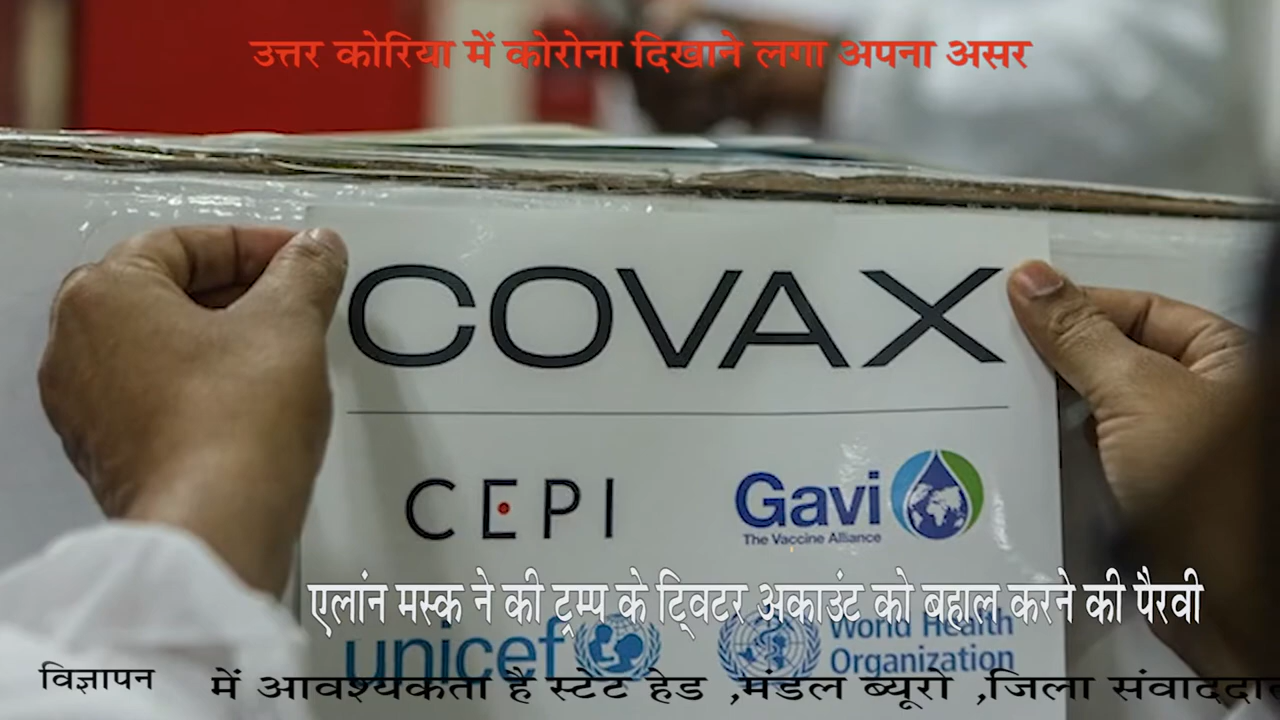 उत्तर कोरिया में कोरोना दिखाने लगा अपना असर
COVAX
CEPI
Gavi
The Vaccine Alliance
एलांन मस्क ने की ट्रम्प के ट्विटर अकाउंट को बहाल करने की पैरवी
unicef
World Health
Organization
विज्ञापन
में आवश्यकता है स्टेट हेड ,मंडल ब्यूरो ,जिला